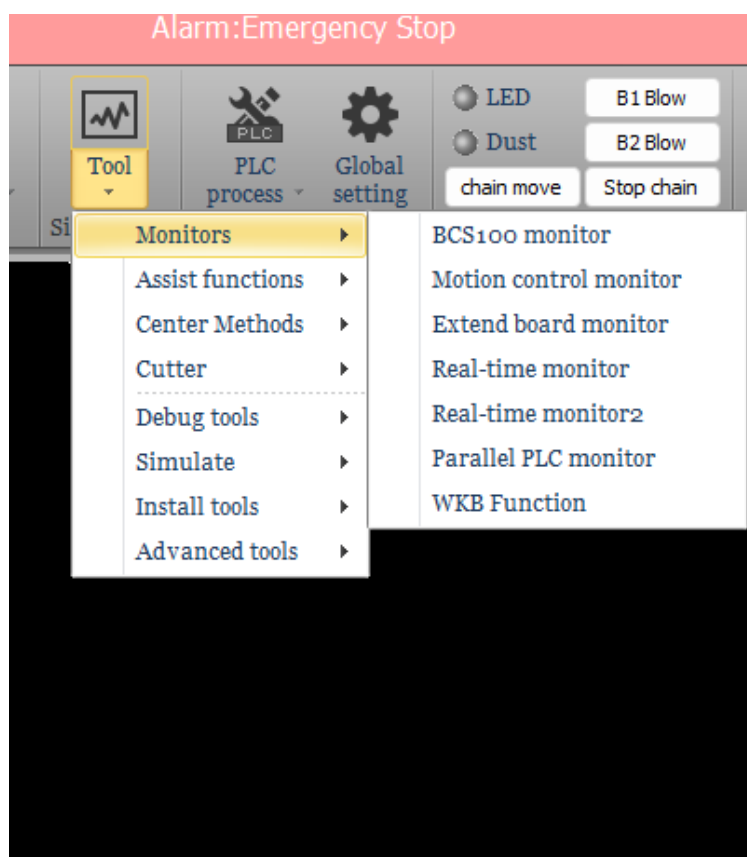 Alarm:Emergency Stop
LED
B1 Blow
Dust
B2 Blow
Tool
PLC
PLC
process
Global
setting
chain move
Stop chain
Si
Monitors
Assist functions
Center Methods
Cutter
Debug tools
Simulate
Install tools
Advanced tools
BCS100 monitor
Motion control monitor
Extend board monitor
Real-time monitor
Real-time monitor2
Parallel PLC monitor
WKB Function